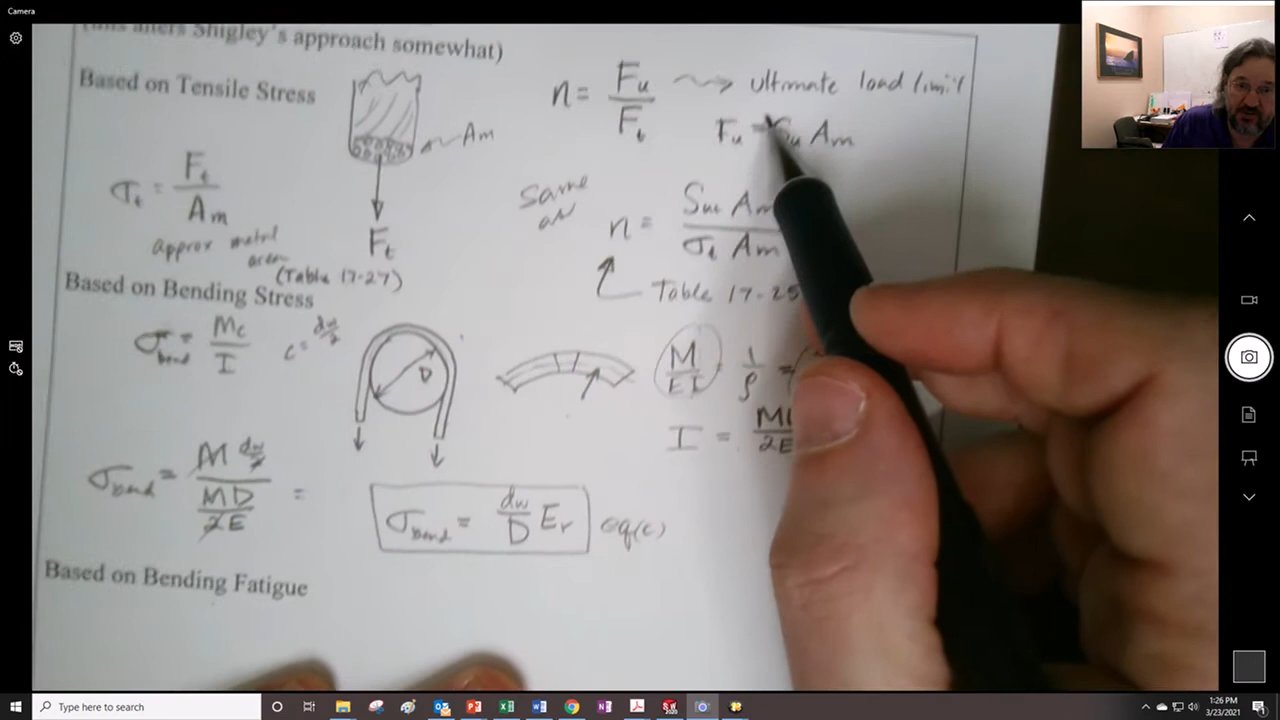 Camera
(this alters Shigley's approach somewhat)
Based on Tensile Stress
n = Fu / Ft → ultimate load limit
Fu = Su Am
Am
σt = Ft / Am
approx metal area
(Table 17-27)
Ft
same as
n = Sut Am / σt Am
Table 17-25
Based on Bending Stress
σbend = Mc / I
c = dw/2
D
M / EI = 1 / ρ =
I =
σbend = M dw/2 / MD/2E =
σbend = dw / D Er eq(c)
Based on Bending Fatigue
Type here to search
1:26 PM
3/23/2021